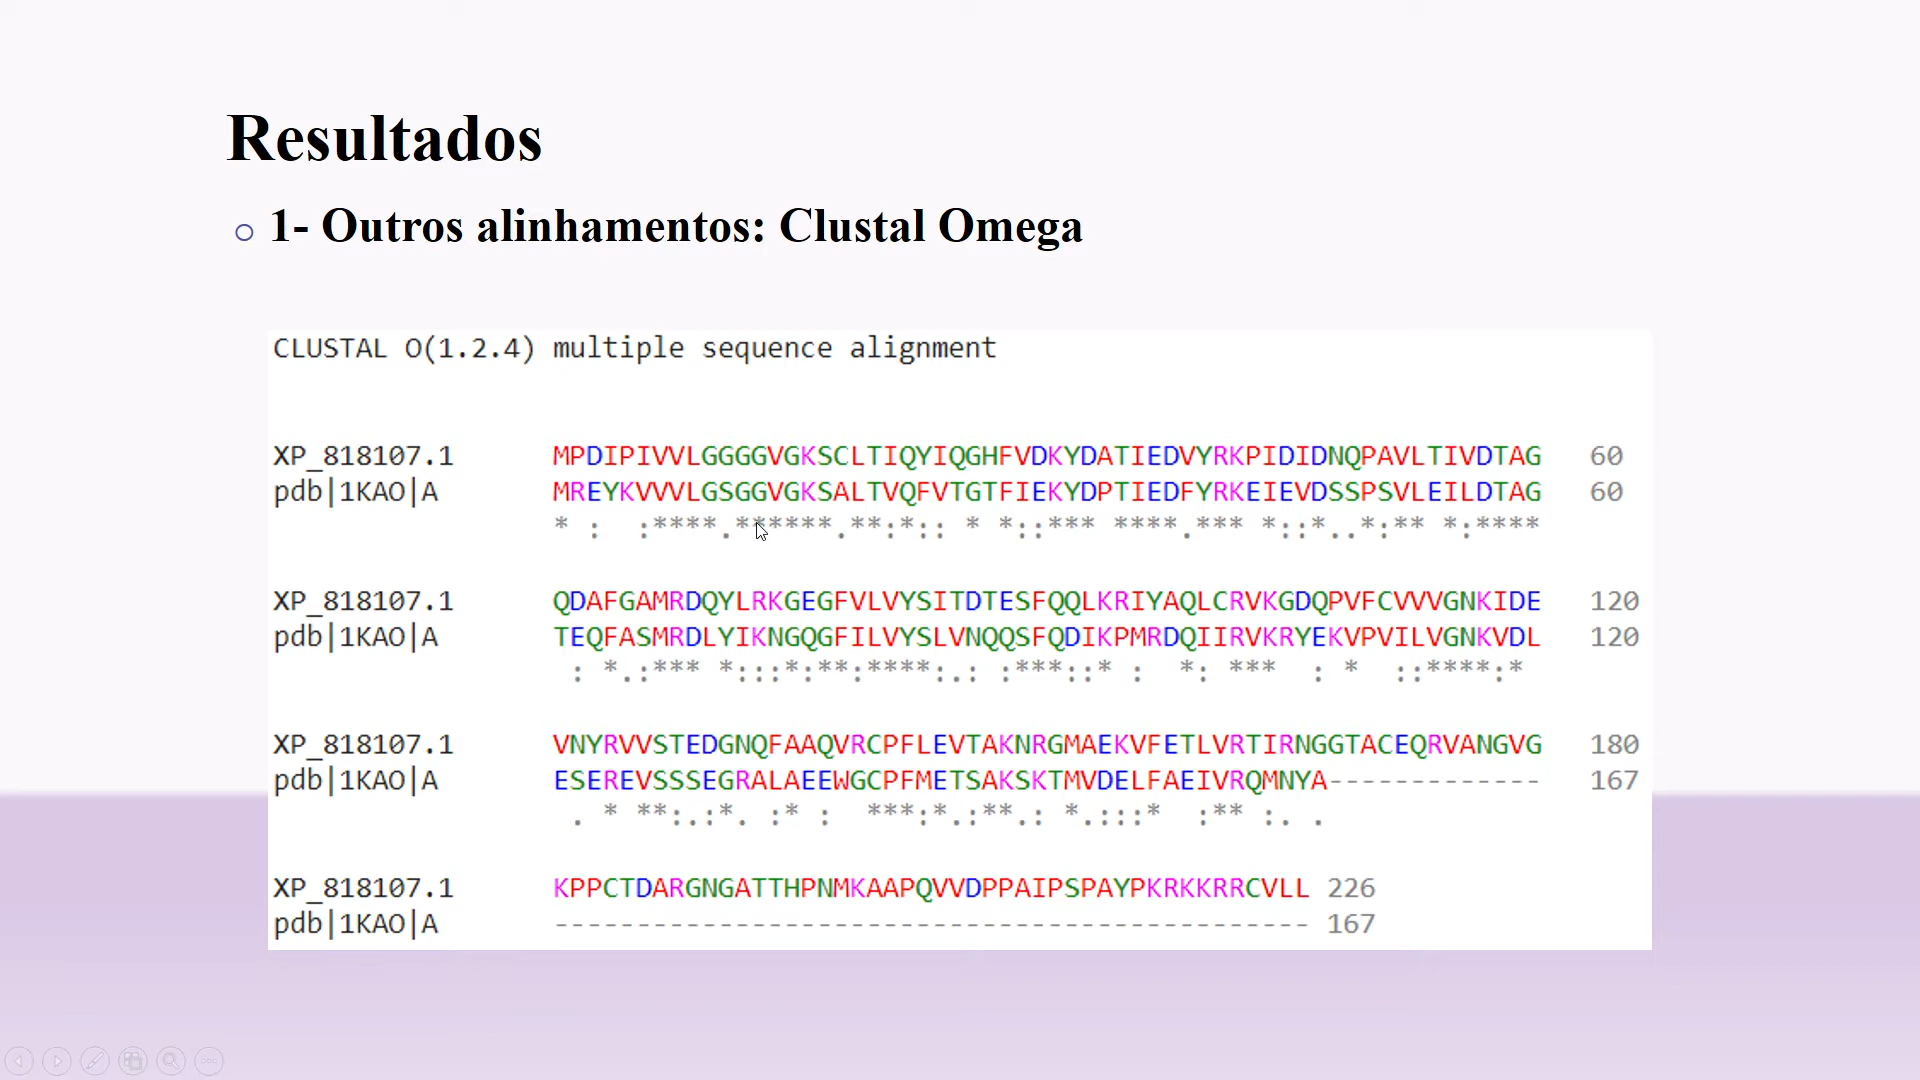 Resultados
1- Outros alinhamentos: Clustal Omega
CLUSTAL O(1.2.4) multiple sequence alignment
XP_818107.1 MPDIPIVVLGGGGVGKSCLTIQYIQGHFVDKYDATIEDVYRKPIDIDNQPAVLTIVDTAG 60
pdb|1KAO|A MREYKVVVLGSGGVGKSALTVQFVTGTFIEKYDPTIEDFYRKEIEVDSSPSVLEILDTAG 60
* :  :****.******.**:*:: * *::*** ****.*** *::*..*:** *:****
XP_818107.1 QDAFGAMRDQYLRKGEGFVLVYSITDTESFQQLKRIYAQLCRVKGDQPVFCVVVGNKIDE 120
pdb|1KAO|A TEQFASMRDLYIKNGQGFILVYSLVNQQSFQDIKPMRDQIIRVKRYEKVPVILVGNKVDL 120
: *.:*** *:::*:**:****:.: :***::* :  *: ***  : *  ::****:*
XP_818107.1 VNYRVVSTEDGNQFAAQVRCPFLEVTAKNRGMAEKVFETLVRTIRNGGTACEQRVANGVG 180
pdb|1KAO|A ESEREVSSSEGRALAEEWGCPFMETSAKSKTMVDELFAEIVRQMNYA------------- 167
. * **:.:*. :* :  ***:*.:**.: *.:::*  :** :. .
XP_818107.1 KPPCTDARGNGATTHPNMKAAPQVVDPPAIPSPAYPKRKKRRCVLL 226
pdb|1KAO|A ---------------------------------------------- 167